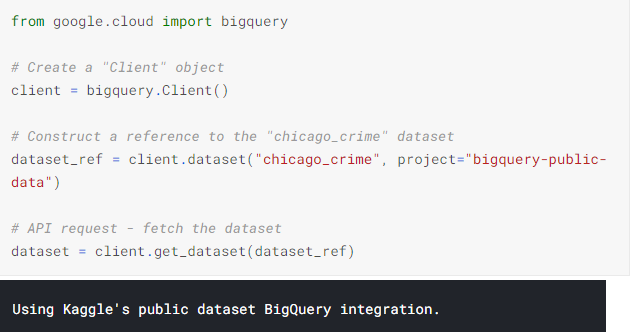 from google.cloud import bigquery
# Create a "Client" object
client = bigquery.Client()
# Construct a reference to the "chicago_crime" dataset
dataset_ref = client.dataset("chicago_crime", project="bigquery-public-
data")
# API request - fetch the dataset
dataset = client.get_dataset(dataset_ref)
Using Kaggle's public dataset BigQuery integration.